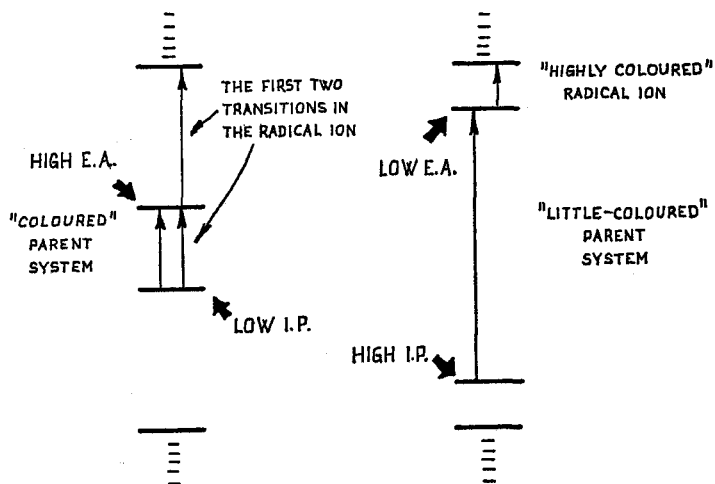 THE FIRST TWO
TRANSITIONS IN
THE RADICAL ION
HIGH E.A.
"COLOURED"
PARENT
SYSTEM
LOW I.P.
"HIGHLY COLOURED"
RADICAL ION
LOW E.A.
"LITTLE-COLOURED"
PARENT
SYSTEM
HIGH I.P.